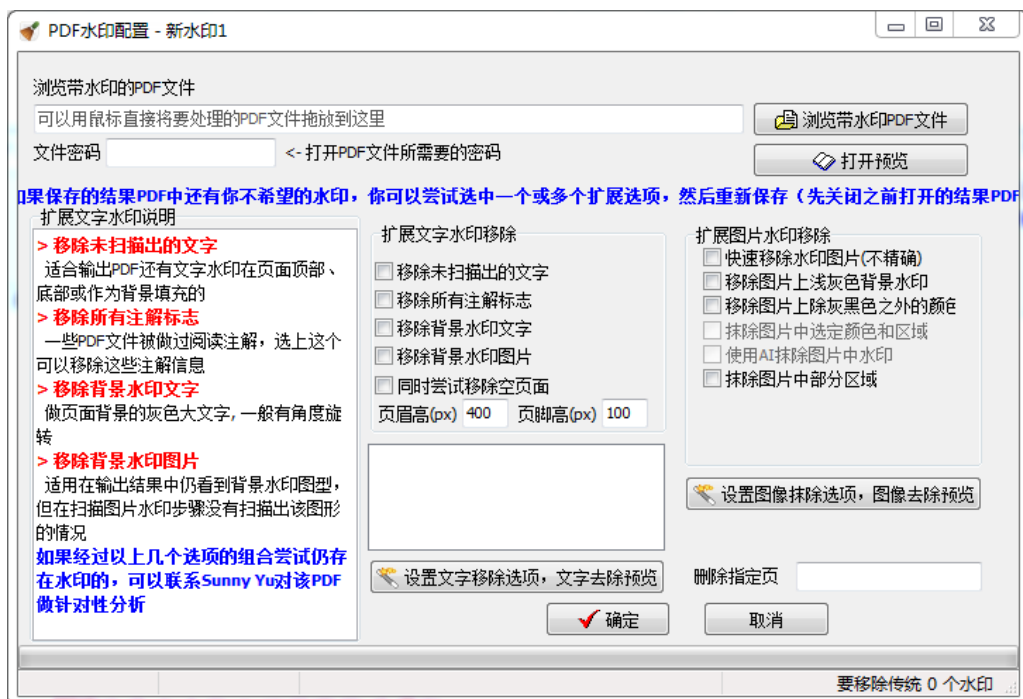 PDF水印配置 - 新水印1
浏览带水印的PDF文件
可以用鼠标直接将要处理的PDF文件拖放到这里
浏览带水印PDF文件
文件密码
<- 打开PDF文件所需要的密码
打开预览
如果保存的结果PDF中还有你不希望的水印，你可以尝试选中一个或多个扩展选项，然后重新保存（先关闭之前打开的结果PDF
扩展文字水印说明
> 移除未扫描出的文字
适合输出PDF还有文字水印在页面顶部、
底部或作为背景填充的
> 移除所有注解标志
一些PDF文件被做过阅读注解，选上这个
可以移除这些注解信息
> 移除背景水印文字
做页面背景的灰色大文字, 一般有角度旋
转
> 移除背景水印图片
适用在输出结果中仍看到背景水印图型，
但在扫描图片水印步骤没有扫描出该图形
的情况
如果经过以上几个选项的组合尝试仍存
在水印的，可以联系Sunny Yu对该PDF
做针对性分析
扩展文字水印移除
移除未扫描出的文字
移除所有注解标志
移除背景水印文字
移除背景水印图片
同时尝试移除空页面
页眉高(px) 400 页脚高(px) 100
设置文字移除选项，文字去除预览
扩展图片水印移除
快速移除水印图片(不精确)
移除图片上浅灰色背景水印
移除图片上除灰黑色之外的颜色
抹除图片中选定颜色和区域
使用AI抹除图片中水印
抹除图片中部分区域
设置图像抹除选项，图像去除预览
删除指定页
确定
取消
要移除传统 0 个水印